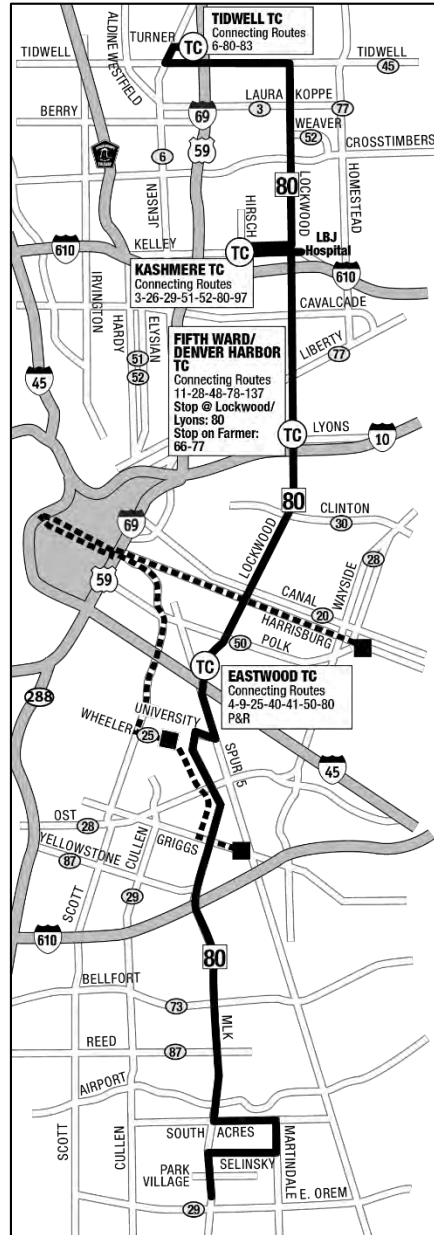 TIDWELL TC
Connecting Routes
6-80-83
TURNER
TC
ALDINE WESTFIELD
TIDWELL
TIDWELL
45
LAURA KOPPE
3
77
BERRY
69
59
WEAVER
52
CROSSTIMBERS
6
JENSEN
80
LOCKWOOD
HOMESTEAD
HIRSCH
LBJ
Hospital
610
KELLEY
TC
610
KASHMERE TC
Connecting Routes
3-26-29-51-52-80-97
IRVINGTON
HARDY
ELYSIAN
CAVALCADE
FIFTH WARD/
DENVER HARBOR
TC
Connecting Routes
11-28-48-78-137
Stop @ Lockwood/
Lyons: 80
Stop on Farmer:
66-77
LIBERTY
77
51
52
45
TC
LYONS
10
80
69
CLINTON
30
LOCKWOOD
59
CANAL
20
WAYSIDE
28
HARRISBURG
50
POLK
TC
EASTWOOD TC
Connecting Routes
4-9-25-40-41-50-80
P&R
288
UNIVERSITY
WHEELER
25
SPUR 5
45
OST
28
YELLOWSTONE
87
CULLEN
GRIGGS
SCOTT
29
610
80
BELLFORT
73
MLK
REED
87
AIRPORT
SCOTT
CULLEN
SOUTH ACRES
MARTINDALE
SELINSKY
PARK
VILLAGE
29
E. OREM